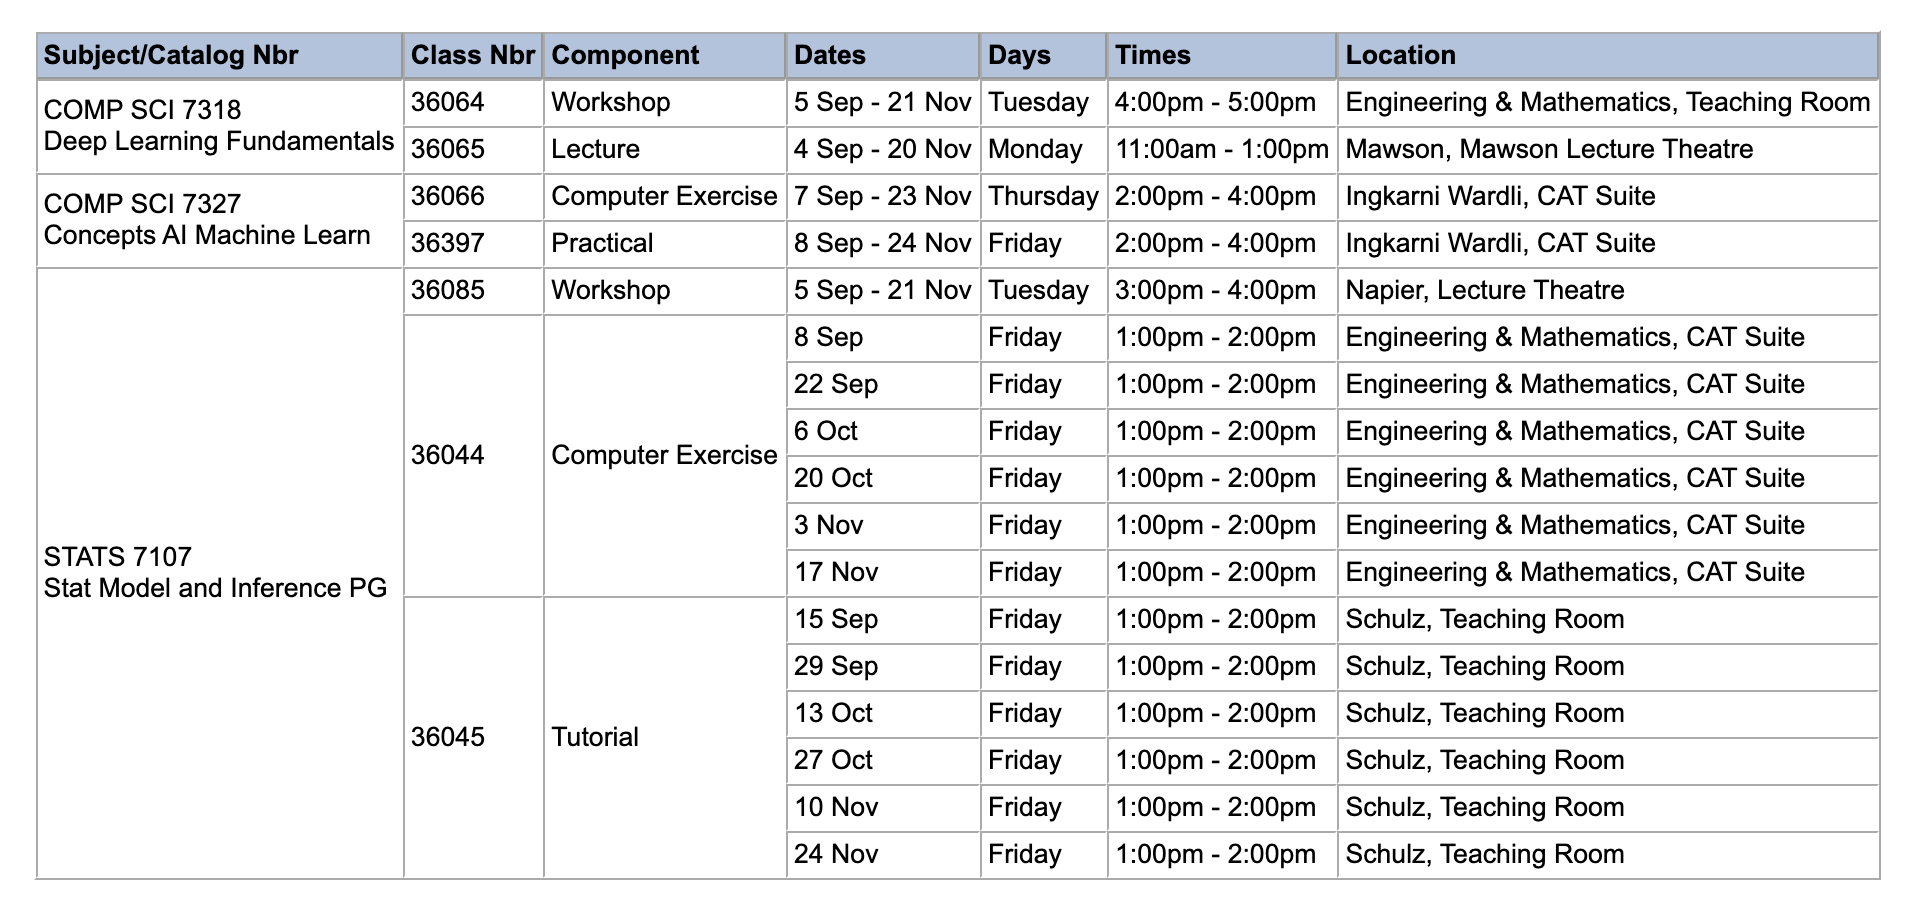 Subject/Catalog Nbr Class Nbr Component Dates Days Times Location
COMP SCI 7318
Deep Learning Fundamentals
36064 Workshop 5 Sep - 21 Nov Tuesday 4:00pm - 5:00pm Engineering & Mathematics, Teaching Room
36065 Lecture 4 Sep - 20 Nov Monday 11:00am - 1:00pm Mawson, Mawson Lecture Theatre
COMP SCI 7327
Concepts AI Machine Learn
36066 Computer Exercise 7 Sep - 23 Nov Thursday 2:00pm - 4:00pm Ingkarni Wardli, CAT Suite
36397 Practical 8 Sep - 24 Nov Friday 2:00pm - 4:00pm Ingkarni Wardli, CAT Suite
STATS 7107
Stat Model and Inference PG
36085 Workshop 5 Sep - 21 Nov Tuesday 3:00pm - 4:00pm Napier, Lecture Theatre
36044 Computer Exercise
8 Sep Friday 1:00pm - 2:00pm Engineering & Mathematics, CAT Suite
22 Sep Friday 1:00pm - 2:00pm Engineering & Mathematics, CAT Suite
6 Oct Friday 1:00pm - 2:00pm Engineering & Mathematics, CAT Suite
20 Oct Friday 1:00pm - 2:00pm Engineering & Mathematics, CAT Suite
3 Nov Friday 1:00pm - 2:00pm Engineering & Mathematics, CAT Suite
17 Nov Friday 1:00pm - 2:00pm Engineering & Mathematics, CAT Suite
36045 Tutorial
15 Sep Friday 1:00pm - 2:00pm Schulz, Teaching Room
29 Sep Friday 1:00pm - 2:00pm Schulz, Teaching Room
13 Oct Friday 1:00pm - 2:00pm Schulz, Teaching Room
27 Oct Friday 1:00pm - 2:00pm Schulz, Teaching Room
10 Nov Friday 1:00pm - 2:00pm Schulz, Teaching Room
24 Nov Friday 1:00pm - 2:00pm Schulz, Teaching Room